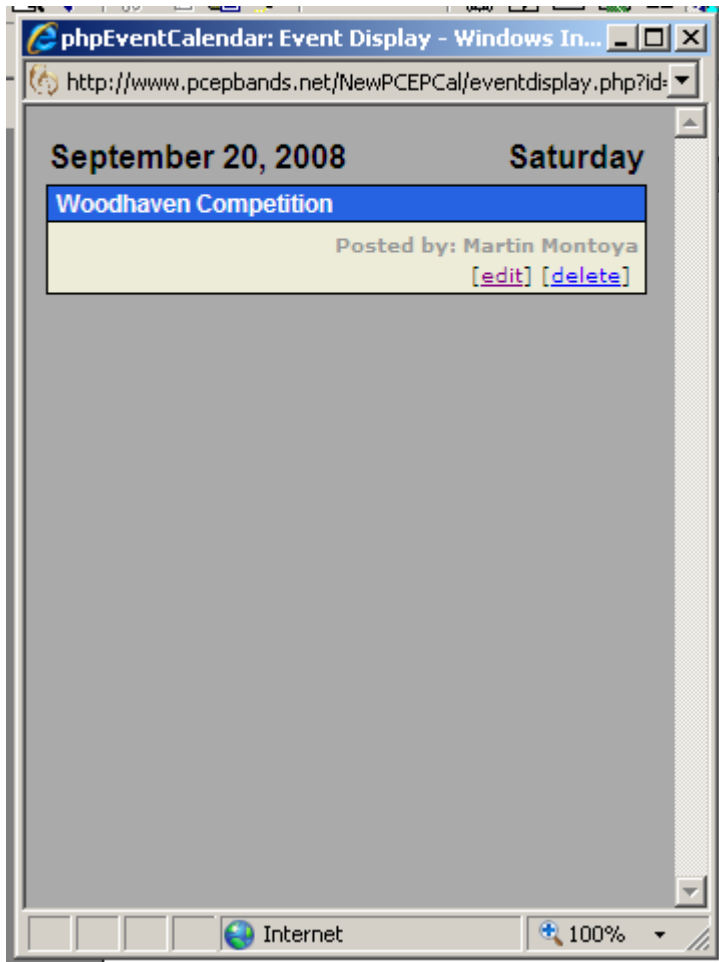 phpEventCalendar: Event Display - Windows In...
http://www.pcepbands.net/NewPCEPCal/eventdisplay.php?id=
September 20, 2008 Saturday
Woodhaven Competition
Posted by: Martin Montoya
[edit] [delete]
Internet 100%